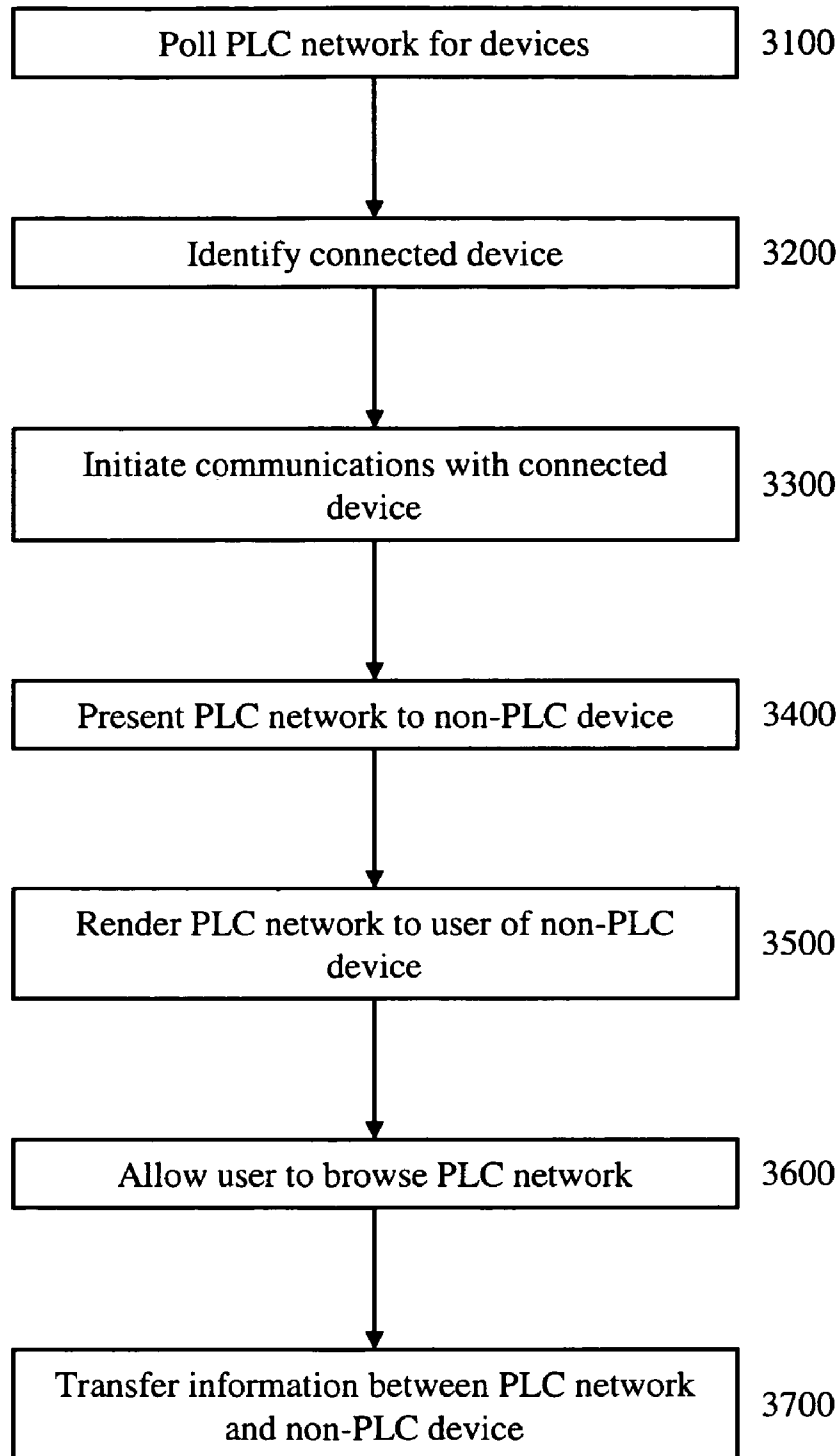 Poll PLC network for devices 3100
Identify connected device 3200
Initiate communications with connected
device
3300
Present PLC network to non-PLC device 3400
Render PLC network to user of non-PLC
device
3500
Allow user to browse PLC network 3600
Transfer information between PLC network
and non-PLC device
3700